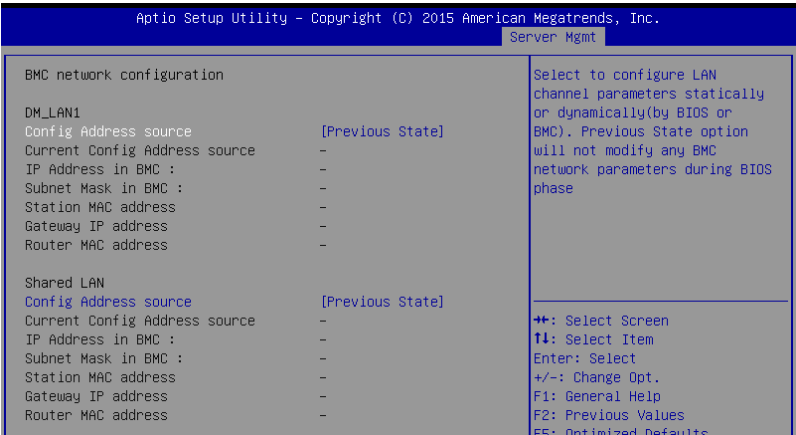 Aptio Setup Utility – Copyright (C) 2015 American Megatrends, Inc.
Server Mgmt
BMC network configuration
DM_LAN1
Config Address source [Previous State]
Current Config Address source –
IP Address in BMC : –
Subnet Mask in BMC : –
Station MAC address –
Gateway IP address –
Router MAC address –
Shared LAN
Config Address source [Previous State]
Current Config Address source –
IP Address in BMC : –
Subnet Mask in BMC : –
Station MAC address –
Gateway IP address –
Router MAC address –
Select to configure LAN
channel parameters statically
or dynamically(by BIOS or
BMC). Previous State option
will not modify any BMC
network parameters during BIOS
phase
→←: Select Screen
↑↓: Select Item
Enter: Select
+/–: Change Opt.
F1: General Help
F2: Previous Values
F5: Optimized Defaults